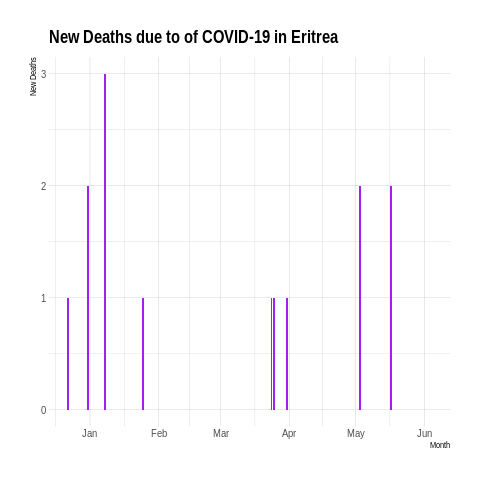 New Deaths due to of COVID-19 in Eritrea
New Deaths
3
2
1
0
Jan Feb Mar Apr May Jun
Month